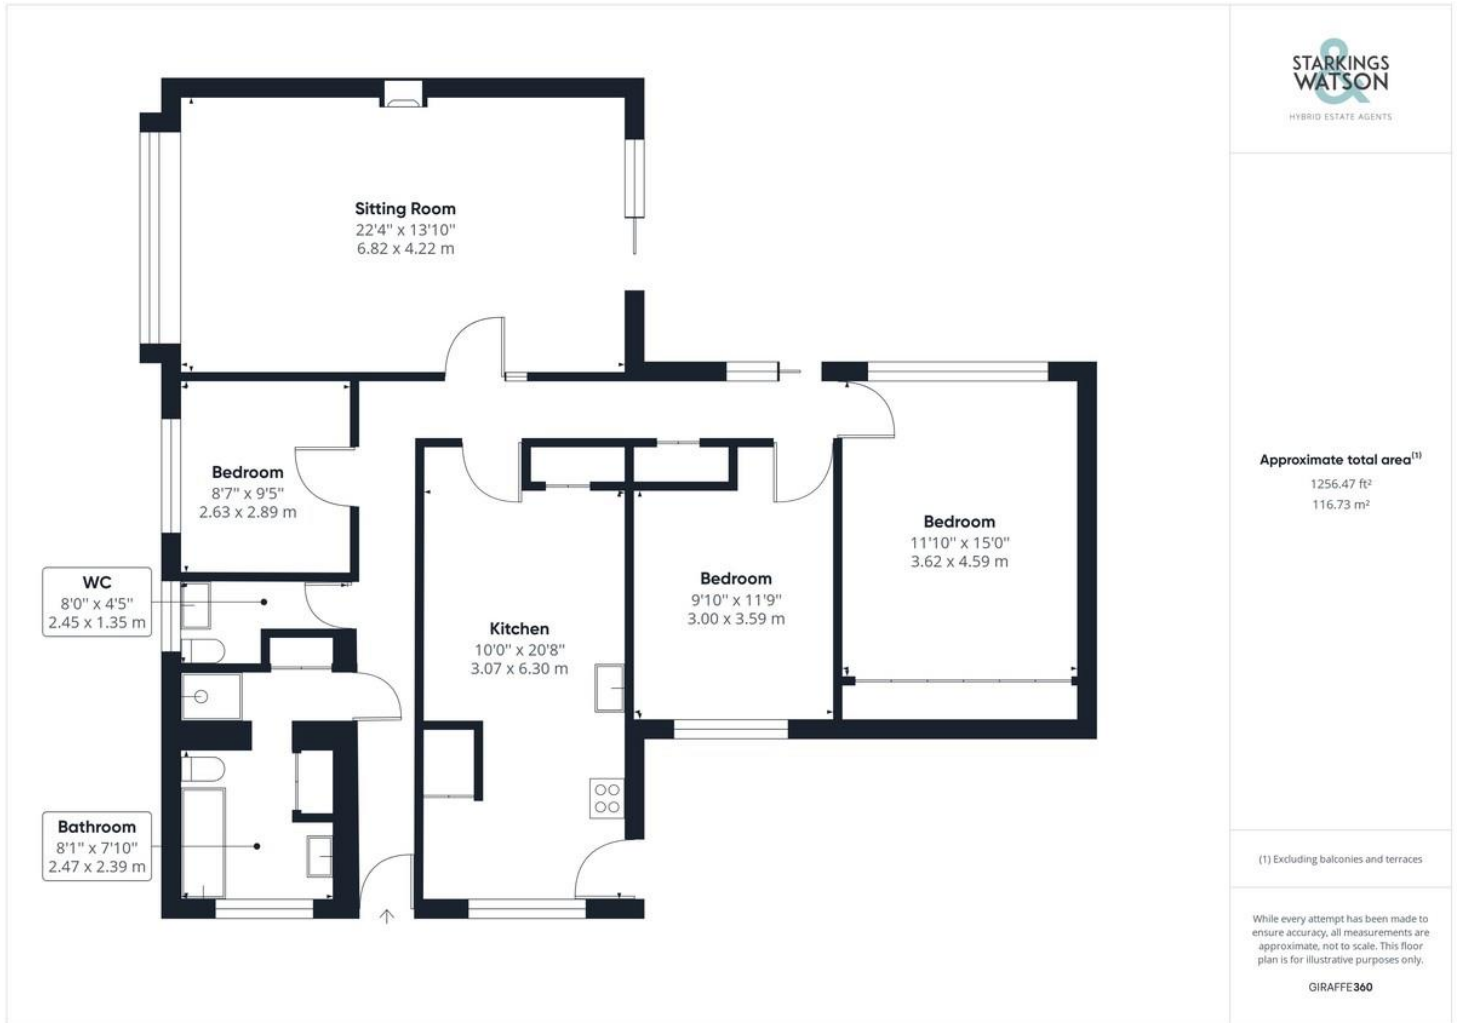 Sitting Room
22'4" x 13'10"
6.82 x 4.22 m
Bedroom
8'7" x 9'5"
2.63 x 2.89 m
WC
8'0" x 4'5"
2.45 x 1.35 m
Kitchen
10'0" x 20'8"
3.07 x 6.30 m
Bedroom
9'10" x 11'9"
3.00 x 3.59 m
Bedroom
11'10" x 15'0"
3.62 x 4.59 m
Bathroom
8'1" x 7'10"
2.47 x 2.39 m
&
STARKINGS
WATSON
HYBRID ESTATE AGENTS
Approximate total area(1)
1256.47 ft²
116.73 m²
(1) Excluding balconies and terraces
While every attempt has been made to
ensure accuracy, all measurements are
approximate, not to scale. This floor
plan is for illustrative purposes only.
GIRAFFE360